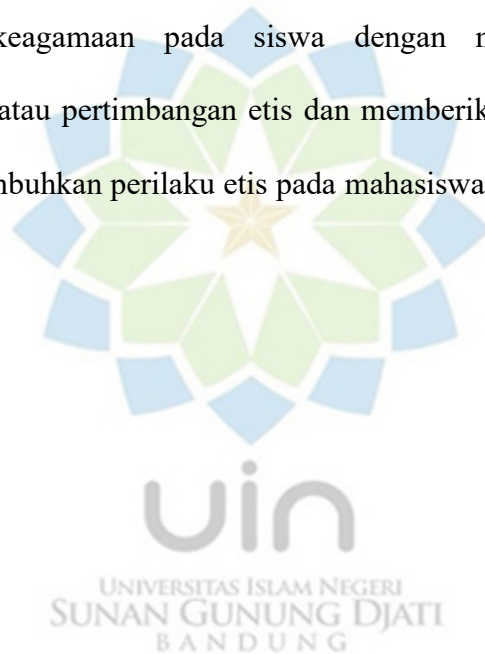 keagamaan pada siswa dengan
atau pertimbangan etis dan memberik
mbuhkan perilaku etis pada mahasiswa
uin
UNIVERSITAS ISLAM NEGERI
SUNAN GUNUNG DJATI
BANDUNG